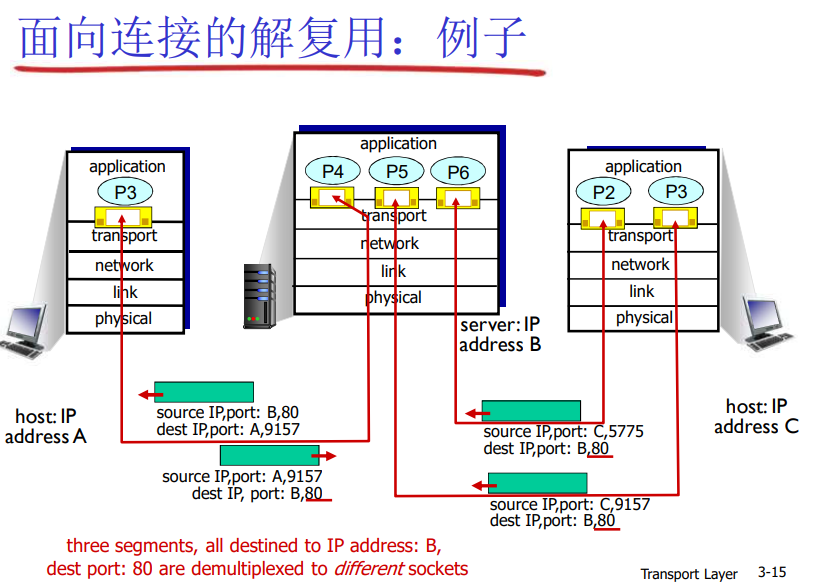 面向连接的解复用：例子
application
P3
transport
network
link
physical
host: IP
address A
application
P4 P5 P6
transport
network
link
physical
server: IP
address B
application
P2 P3
transport
network
link
physical
host: IP
address C
source IP,port: B,80
dest IP,port: A,9157
source IP,port: A,9157
dest IP, port: B,80
source IP,port: C,5775
dest IP,port: B,80
source IP,port: C,9157
dest IP,port: B,80
three segments, all destined to IP address: B,
dest port: 80 are demultiplexed to different sockets
Transport Layer 3-15